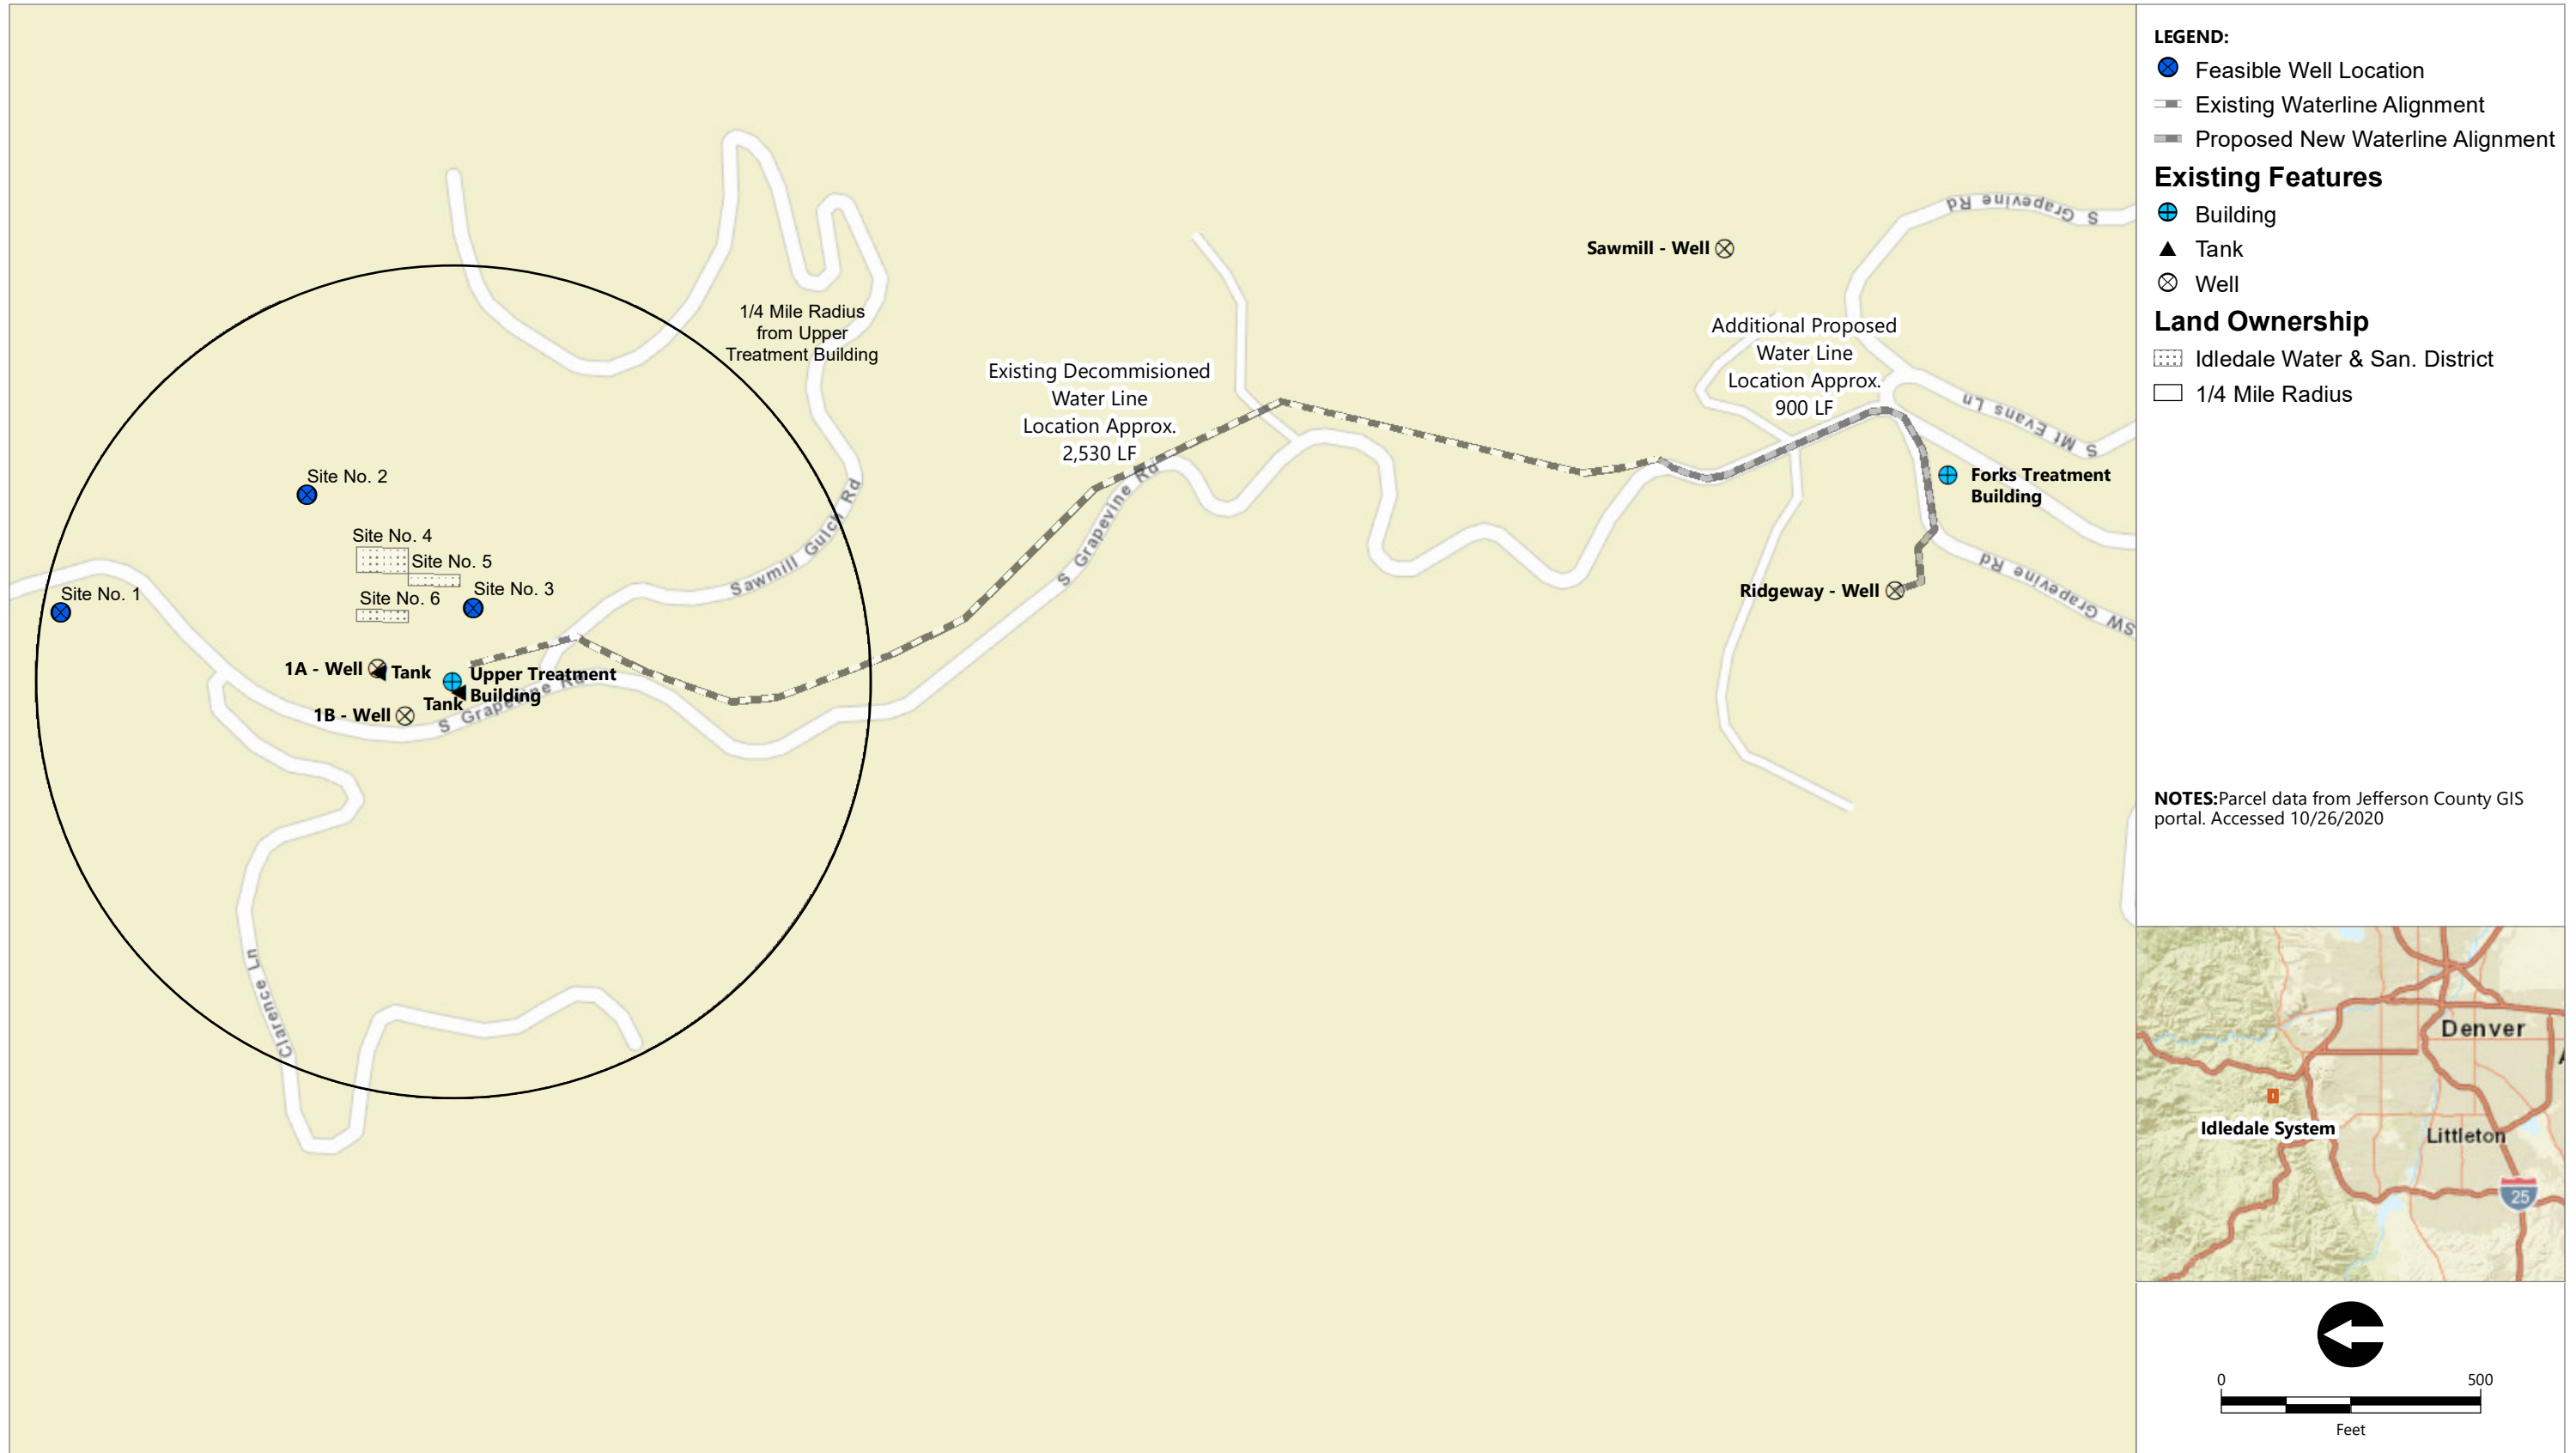 S Grapevine Rd
Sawmill - Well
1/4 Mile Radius
from Upper
Treatment Building
Additional Proposed
Water Line
Location Approx.
900 LF
Existing Decommisioned
Water Line
Location Approx.
2,530 LF
S Mt Evans Ln
Site No. 2
S Grapevine Rd
Sawmill Gulch Rd
Forks Treatment
Building
Site No. 4
Site No. 5
Site No. 1
Site No. 6
Site No. 3
Ridgeway - Well
SW Grapevine Rd
1A - Well
Tank
Upper Treatment
Building
Tank
1B - Well
S Grapevine Rd
Clarence Ln
LEGEND:
Feasible Well Location
Existing Waterline Alignment
Proposed New Waterline Alignment
Existing Features
Building
Tank
Well
Land Ownership
Idledale Water & San. District
1/4 Mile Radius
NOTES:Parcel data from Jefferson County GIS
portal. Accessed 10/26/2020
Denver
A
Idledale System
Littleton
25
0 500
Feet